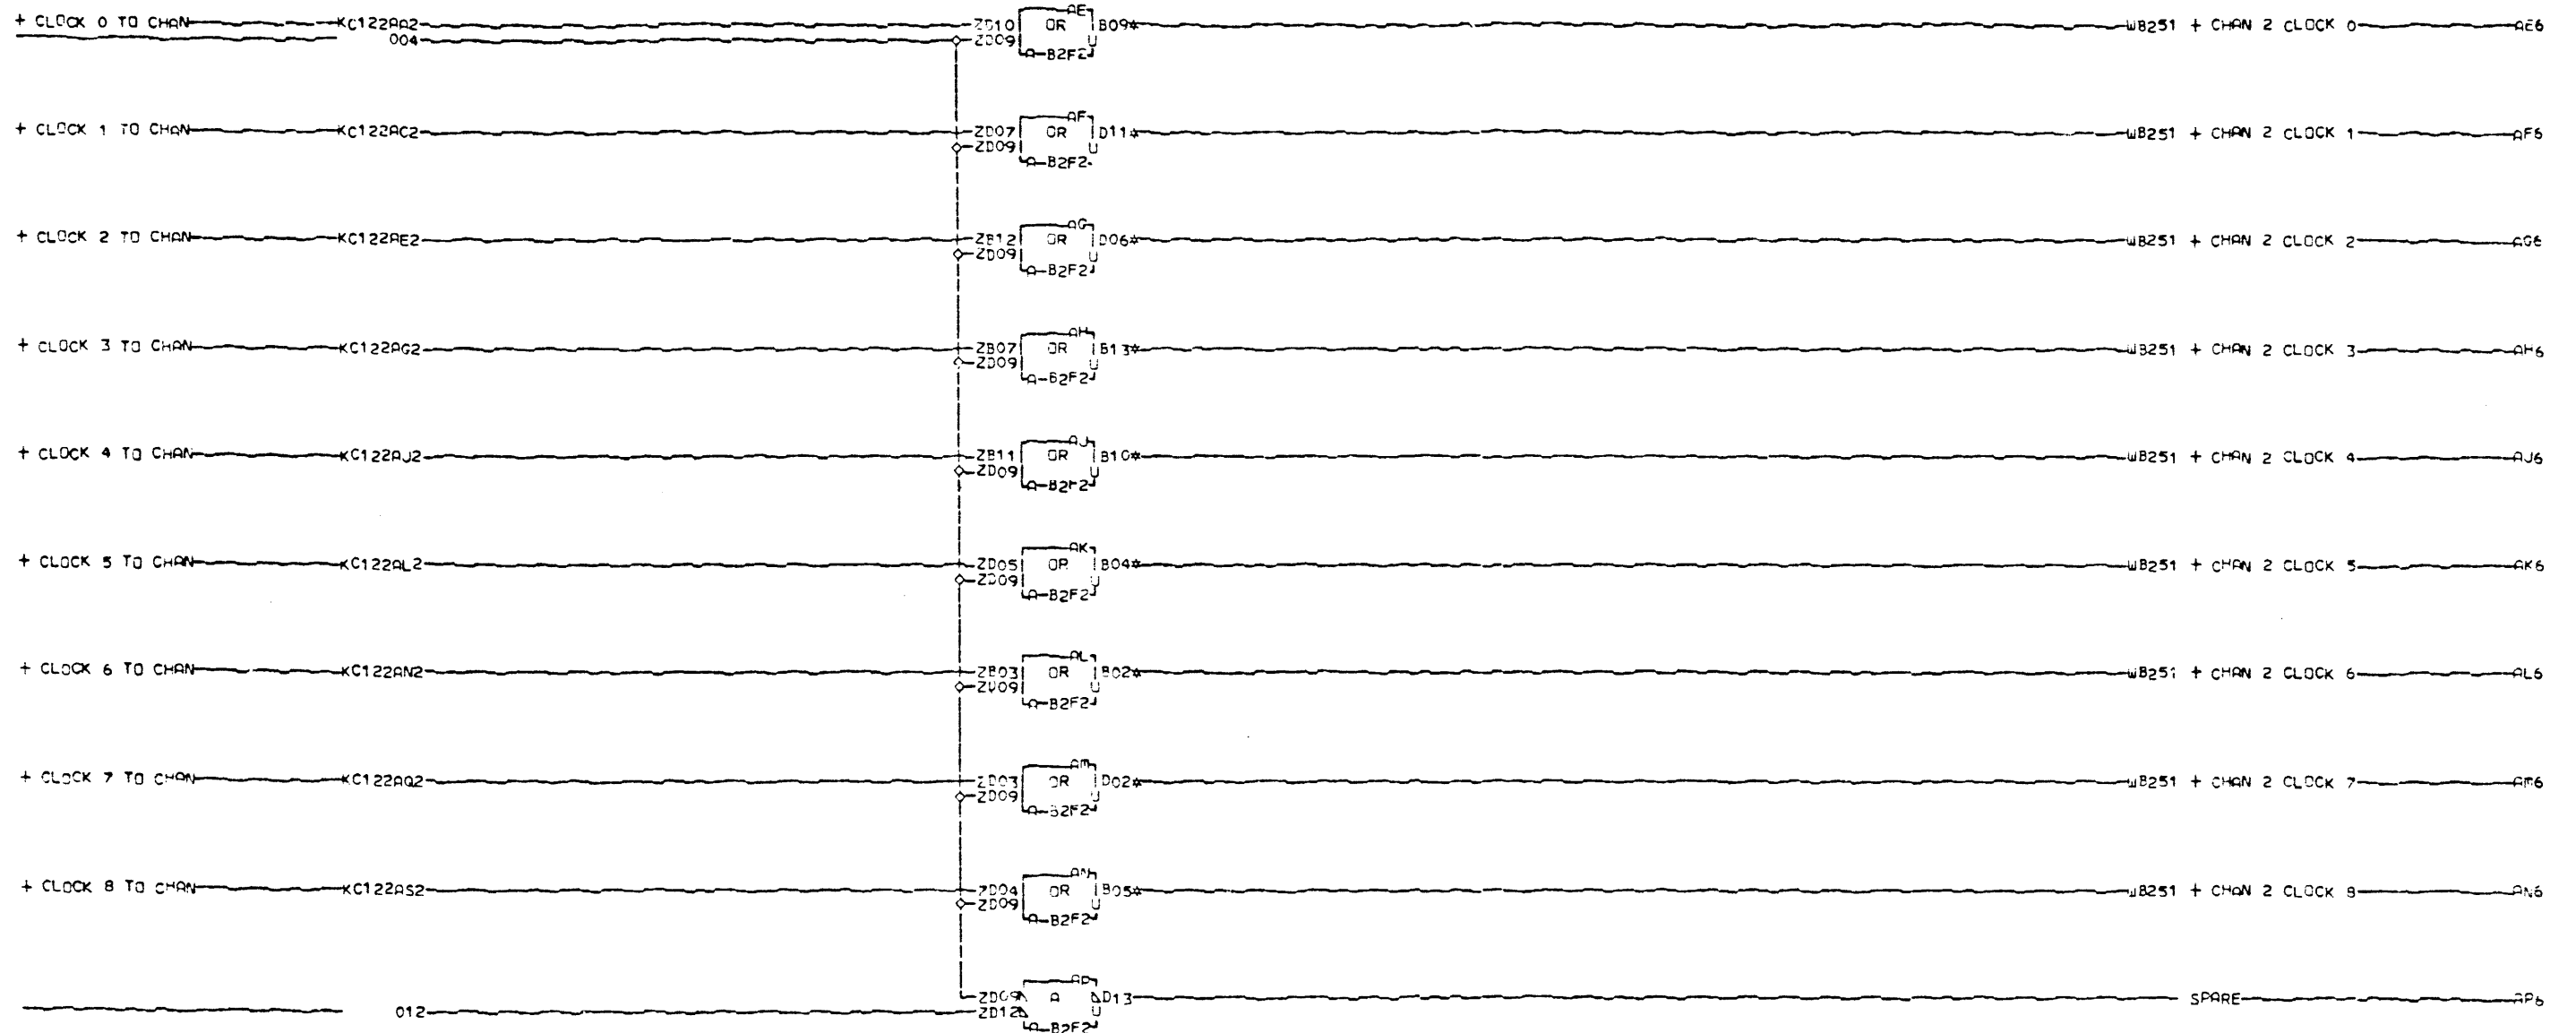 AE
+ CLOCK 0 TO CHAN KC122AA2 ZD10 OR B09* WB251 + CHAN 2 CLOCK 0 AE6
004 ZD09 U
A-B2F2
AF
+ CLOCK 1 TO CHAN KC122AC2 ZD07 OR D11* WB251 + CHAN 2 CLOCK 1 AF6
ZD09 U
A-B2F2
AG
+ CLOCK 2 TO CHAN KC122AE2 ZB12 OR D06* WB251 + CHAN 2 CLOCK 2 AG6
ZD09 U
A-B2F2
AH
+ CLOCK 3 TO CHAN KC122AG2 ZB07 OR B13* WB251 + CHAN 2 CLOCK 3 AH6
ZD09 U
A-B2F2
AJ
+ CLOCK 4 TO CHAN KC122AJ2 ZB11 OR B10* WB251 + CHAN 2 CLOCK 4 AJ6
ZD09 U
A-B2F2
AK
+ CLOCK 5 TO CHAN KC122AL2 ZD05 OR B04* WB251 + CHAN 2 CLOCK 5 AK6
ZD09 U
A-B2F2
AL
+ CLOCK 6 TO CHAN KC122AN2 ZB03 OR B02* WB251 + CHAN 2 CLOCK 6 AL6
ZD09 U
A-B2F2
AM
+ CLOCK 7 TO CHAN KC122AQ2 ZD03 OR D02* WB251 + CHAN 2 CLOCK 7 AM6
ZD09 U
A-B2F2
AN
+ CLOCK 8 TO CHAN KC122AS2 ZD04 OR B05* WB251 + CHAN 2 CLOCK 8 AN6
ZD09 U
A-B2F2
AP
ZD09 A D13 SPARE AP6
012 ZD12 U
A-B2F2